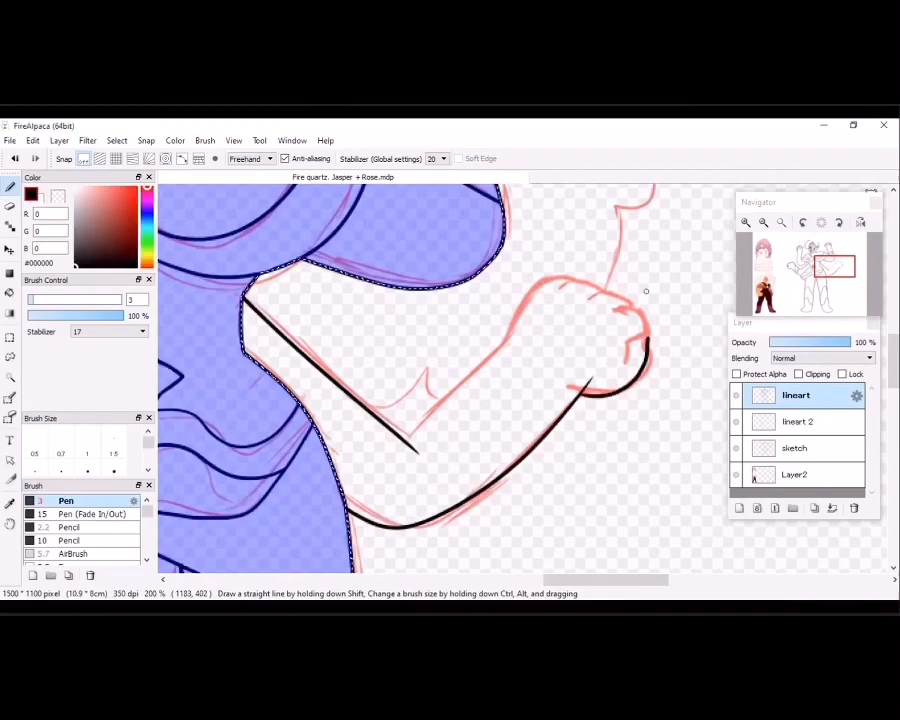 FireAlpaca (64bit)
File Edit Layer Filter Select Snap Color Brush View Tool Window Help
Snap Freehand Anti-aliasing Stabilizer (Global settings) 20 Soft Edge
Color
Fire quartz. Jasper + Rose.mdp
R 0
G 0
B 0
#000000
Brush Control
3
100 %
Stabilizer 17
Brush Size
0.5 0.7 1 1.5
Brush
3 Pen
15 Pen (Fade In/Out)
2.2 Pencil
10 Pencil
5.7 AirBrush
Navigator
Layer
Opacity 100 %
Blending Normal
Protect Alpha Clipping Lock
lineart
lineart 2
sketch
Layer2
1500 * 1100 pixel (10.9 * 8cm) 350 dpi 200 % ( 1183, 402 ) Draw a straight line by holding down Shift, Change a brush size by holding down Ctrl, Alt, and dragging.